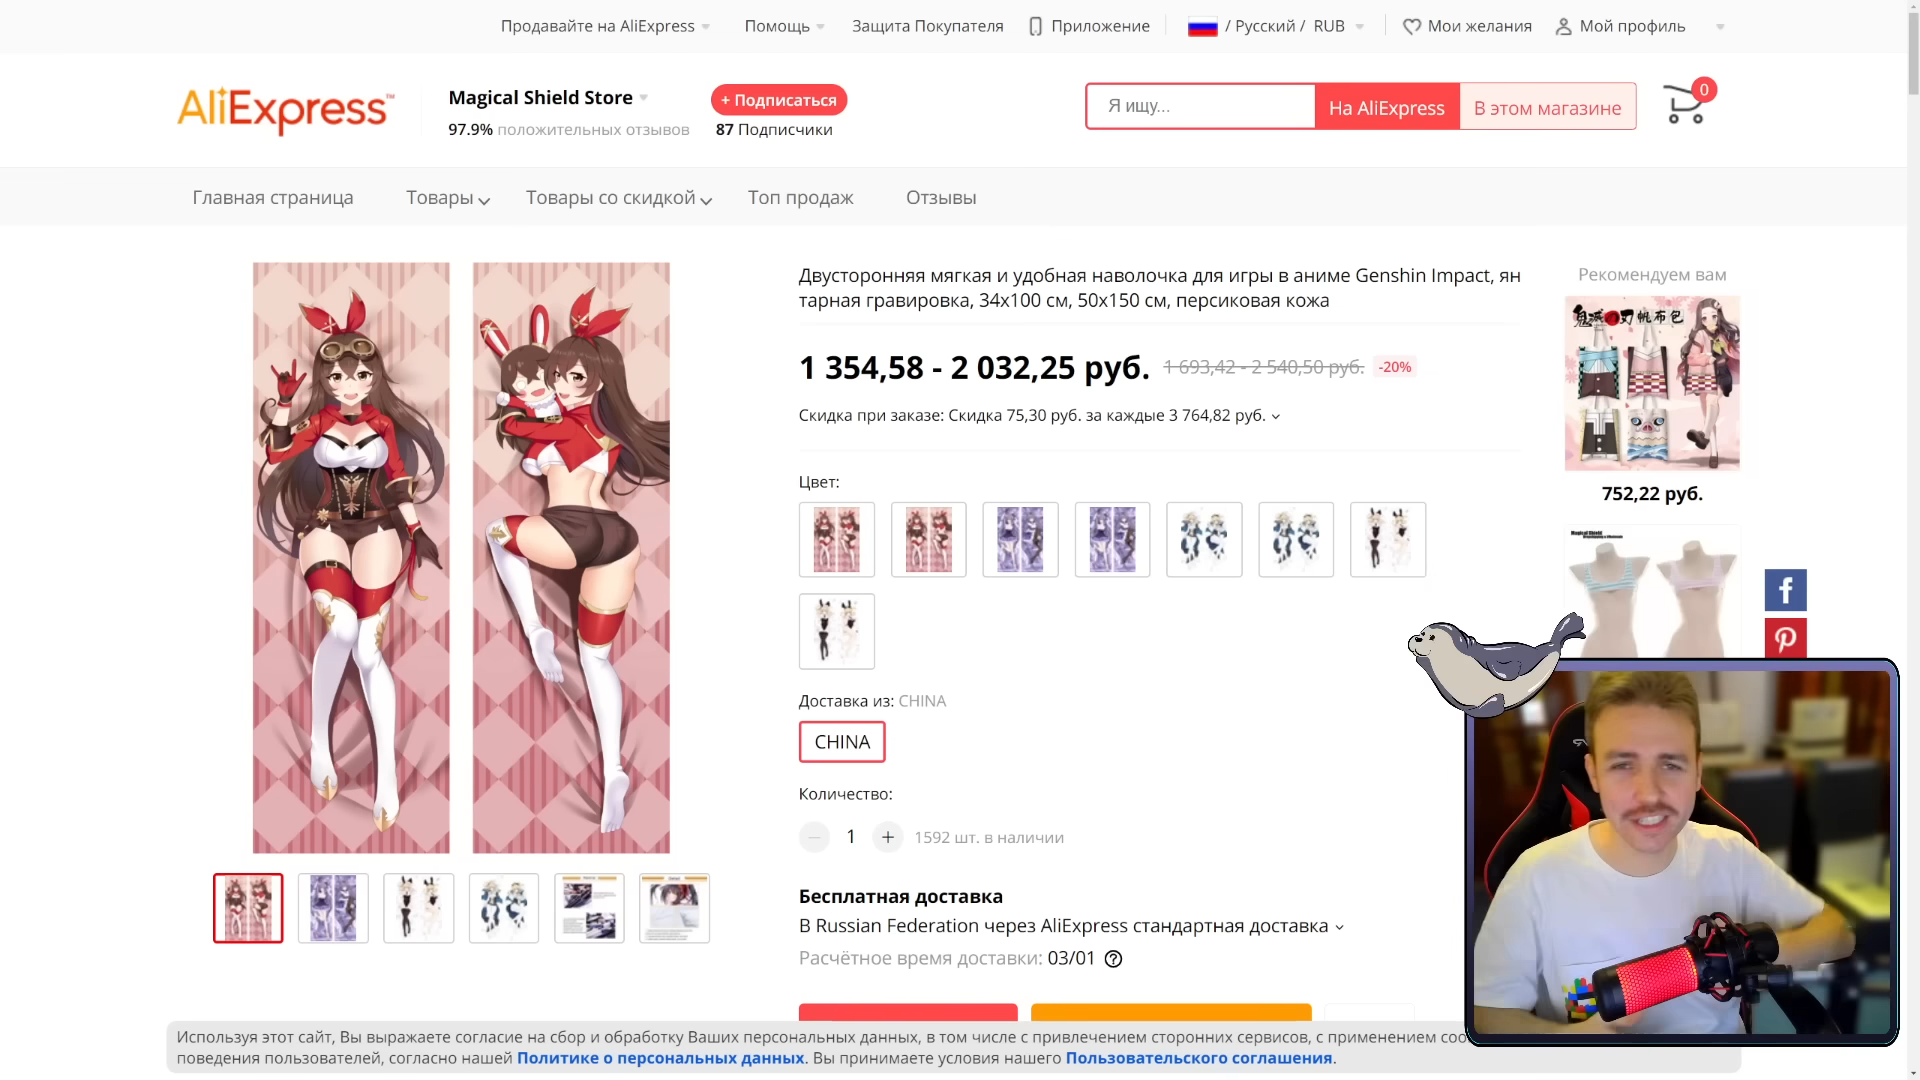 Продавайте на AliExpress
Помощь
Защита Покупателя
Приложение
/ Русский / RUB
Мои желания
Мой профиль
AliExpress™
Magical Shield Store
97.9% положительных отзывов
+ Подписаться
87 Подписчики
Я ищу...
На AliExpress
В этом магазине
0
Главная страница
Товары
Товары со скидкой
Топ продаж
Отзывы
Двусторонняя мягкая и удобная наволочка для игры в аниме Genshin Impact, ян
тарная гравировка, 34х100 см, 50х150 см, персиковая кожа
1 354,58 - 2 032,25 руб.
1 693,42 - 2 540,50 руб.
-20%
Скидка при заказе: Скидка 75,30 руб. за каждые 3 764,82 руб.
Цвет:
Доставка из: CHINA
CHINA
Количество:
1
1592 шт. в наличии
Бесплатная доставка
В Russian Federation через AliExpress стандартная доставка
Расчётное время доставки: 03/01
Рекомендуем вам
752,22 руб.
Magical Shield
Используя этот сайт, Вы выражаете согласие на сбор и обработку Ваших персональных данных, в том числе с привлечением сторонних сервисов, с применением соо
поведения пользователей, согласно нашей Политике о персональных данных. Вы принимаете условия нашего Пользовательского соглашения.